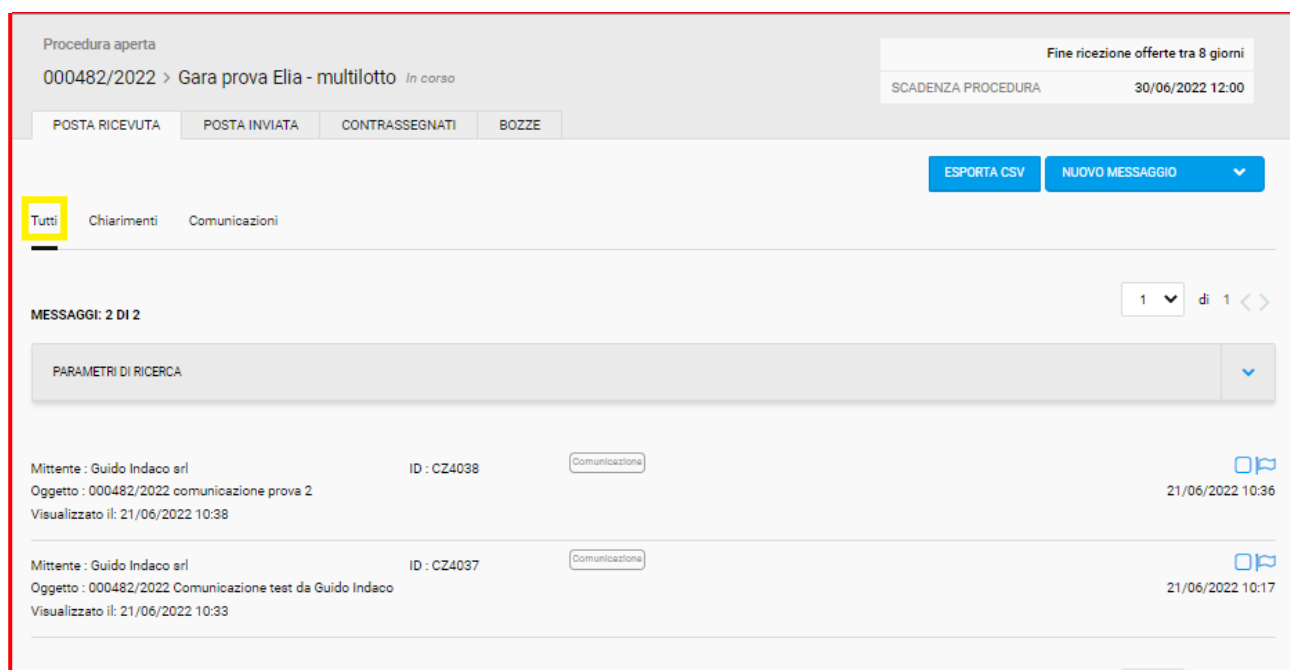 Procedura aperta
000482/2022 > Gara prova Elia - multilotto In corso
Fine ricezione offerte tra 8 giorni
SCADENZA PROCEDURA 30/06/2022 12:00
POSTA RICEVUTA POSTA INVIATA CONTRASSEGNATI BOZZE
ESPORTA CSV NUOVO MESSAGGIO
Tutti Chiarimenti Comunicazioni
1 di 1
MESSAGGI: 2 DI 2
PARAMETRI DI RICERCA
Mittente : Guido Indaco srl ID : CZ4038 Comunicazione
Oggetto : 000482/2022 comunicazione prova 2 21/06/2022 10:36
Visualizzato il: 21/06/2022 10:38
Mittente : Guido Indaco srl ID : CZ4037 Comunicazione
Oggetto : 000482/2022 Comunicazione test da Guido Indaco 21/06/2022 10:17
Visualizzato il: 21/06/2022 10:33